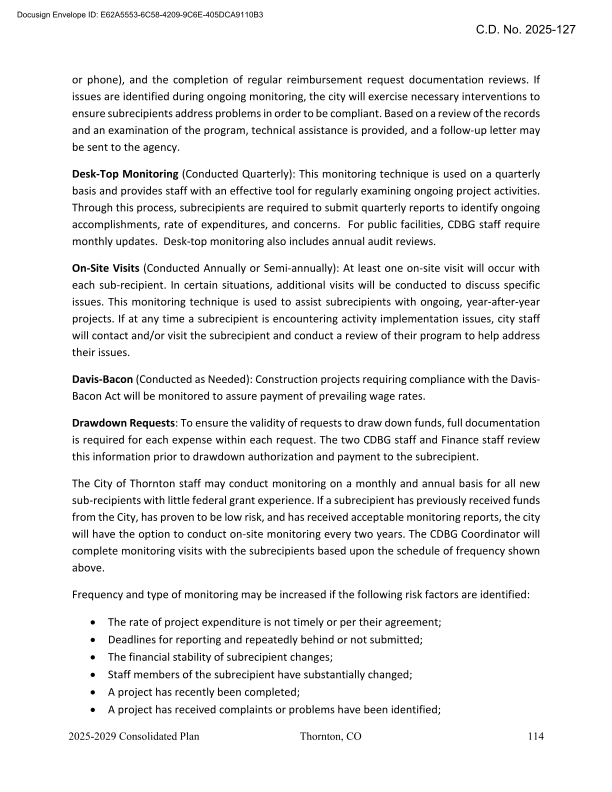 Docusign Envelope ID: E62A5553-6C58-4209-9C6E-405DCA9110B3
C.D. No. 2025-127
or phone), and the completion of regular reimbursement request documentation reviews. If
issues are identified during ongoing monitoring, the city will exercise necessary interventions to
ensure subrecipients address problems in order to be compliant. Based on a review of the records
and an examination of the program, technical assistance is provided, and a follow-up letter may
be sent to the agency.
Desk-Top Monitoring (Conducted Quarterly): This monitoring technique is used on a quarterly
basis and provides staff with an effective tool for regularly examining ongoing project activities.
Through this process, subrecipients are required to submit quarterly reports to identify ongoing
accomplishments, rate of expenditures, and concerns.  For public facilities, CDBG staff require
monthly updates.  Desk-top monitoring also includes annual audit reviews.
On-Site Visits (Conducted Annually or Semi-annually): At least one on-site visit will occur with
each sub-recipient. In certain situations, additional visits will be conducted to discuss specific
issues. This monitoring technique is used to assist subrecipients with ongoing, year-after-year
projects. If at any time a subrecipient is encountering activity implementation issues, city staff
will contact and/or visit the subrecipient and conduct a review of their program to help address
their issues.
Davis-Bacon (Conducted as Needed): Construction projects requiring compliance with the Davis-
Bacon Act will be monitored to assure payment of prevailing wage rates.
Drawdown Requests: To ensure the validity of requests to draw down funds, full documentation
is required for each expense within each request. The two CDBG staff and Finance staff review
this information prior to drawdown authorization and payment to the subrecipient.
The City of Thornton staff may conduct monitoring on a monthly and annual basis for all new
sub-recipients with little federal grant experience. If a subrecipient has previously received funds
from the City, has proven to be low risk, and has received acceptable monitoring reports, the city
will have the option to conduct on-site monitoring every two years. The CDBG Coordinator will
complete monitoring visits with the subrecipients based upon the schedule of frequency shown
above.
Frequency and type of monitoring may be increased if the following risk factors are identified:
• The rate of project expenditure is not timely or per their agreement;
• Deadlines for reporting and repeatedly behind or not submitted;
• The financial stability of subrecipient changes;
• Staff members of the subrecipient have substantially changed;
• A project has recently been completed;
• A project has received complaints or problems have been identified;
2025-2029 Consolidated Plan Thornton, CO 114